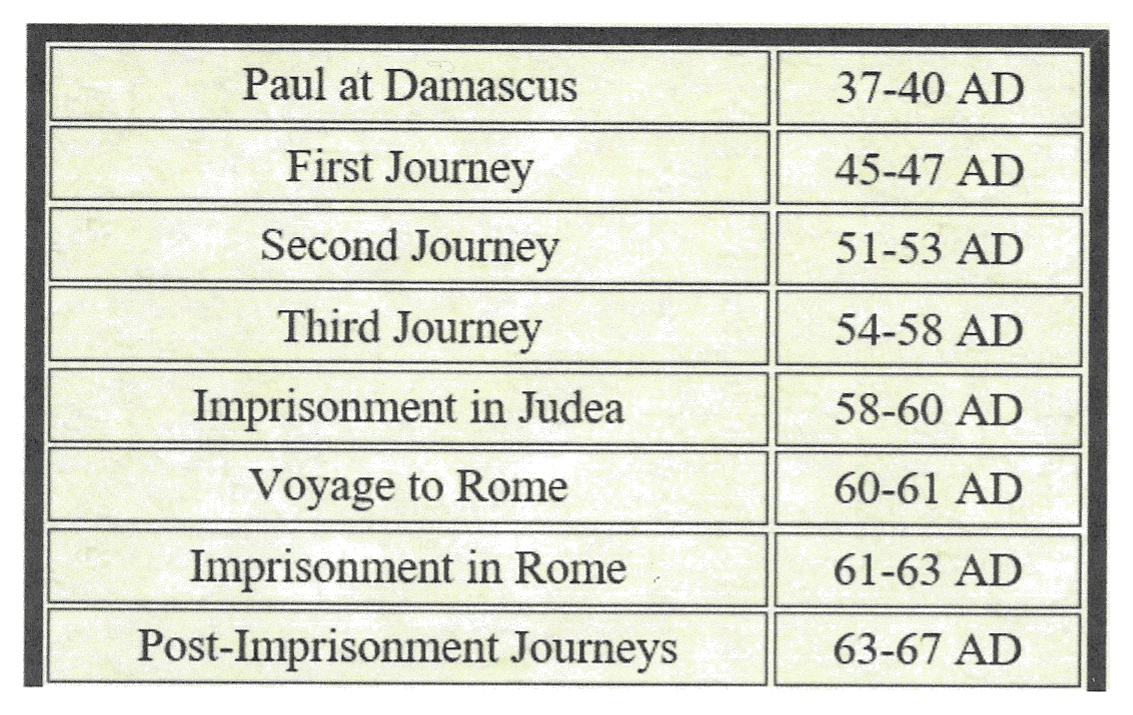 Paul at Damascus 37-40 AD
First Journey 45-47 AD
Second Journey 51-53 AD
Third Journey 54-58 AD
Imprisonment in Judea 58-60 AD
Voyage to Rome 60-61 AD
Imprisonment in Rome 61-63 AD
Post-Imprisonment Journeys 63-67 AD